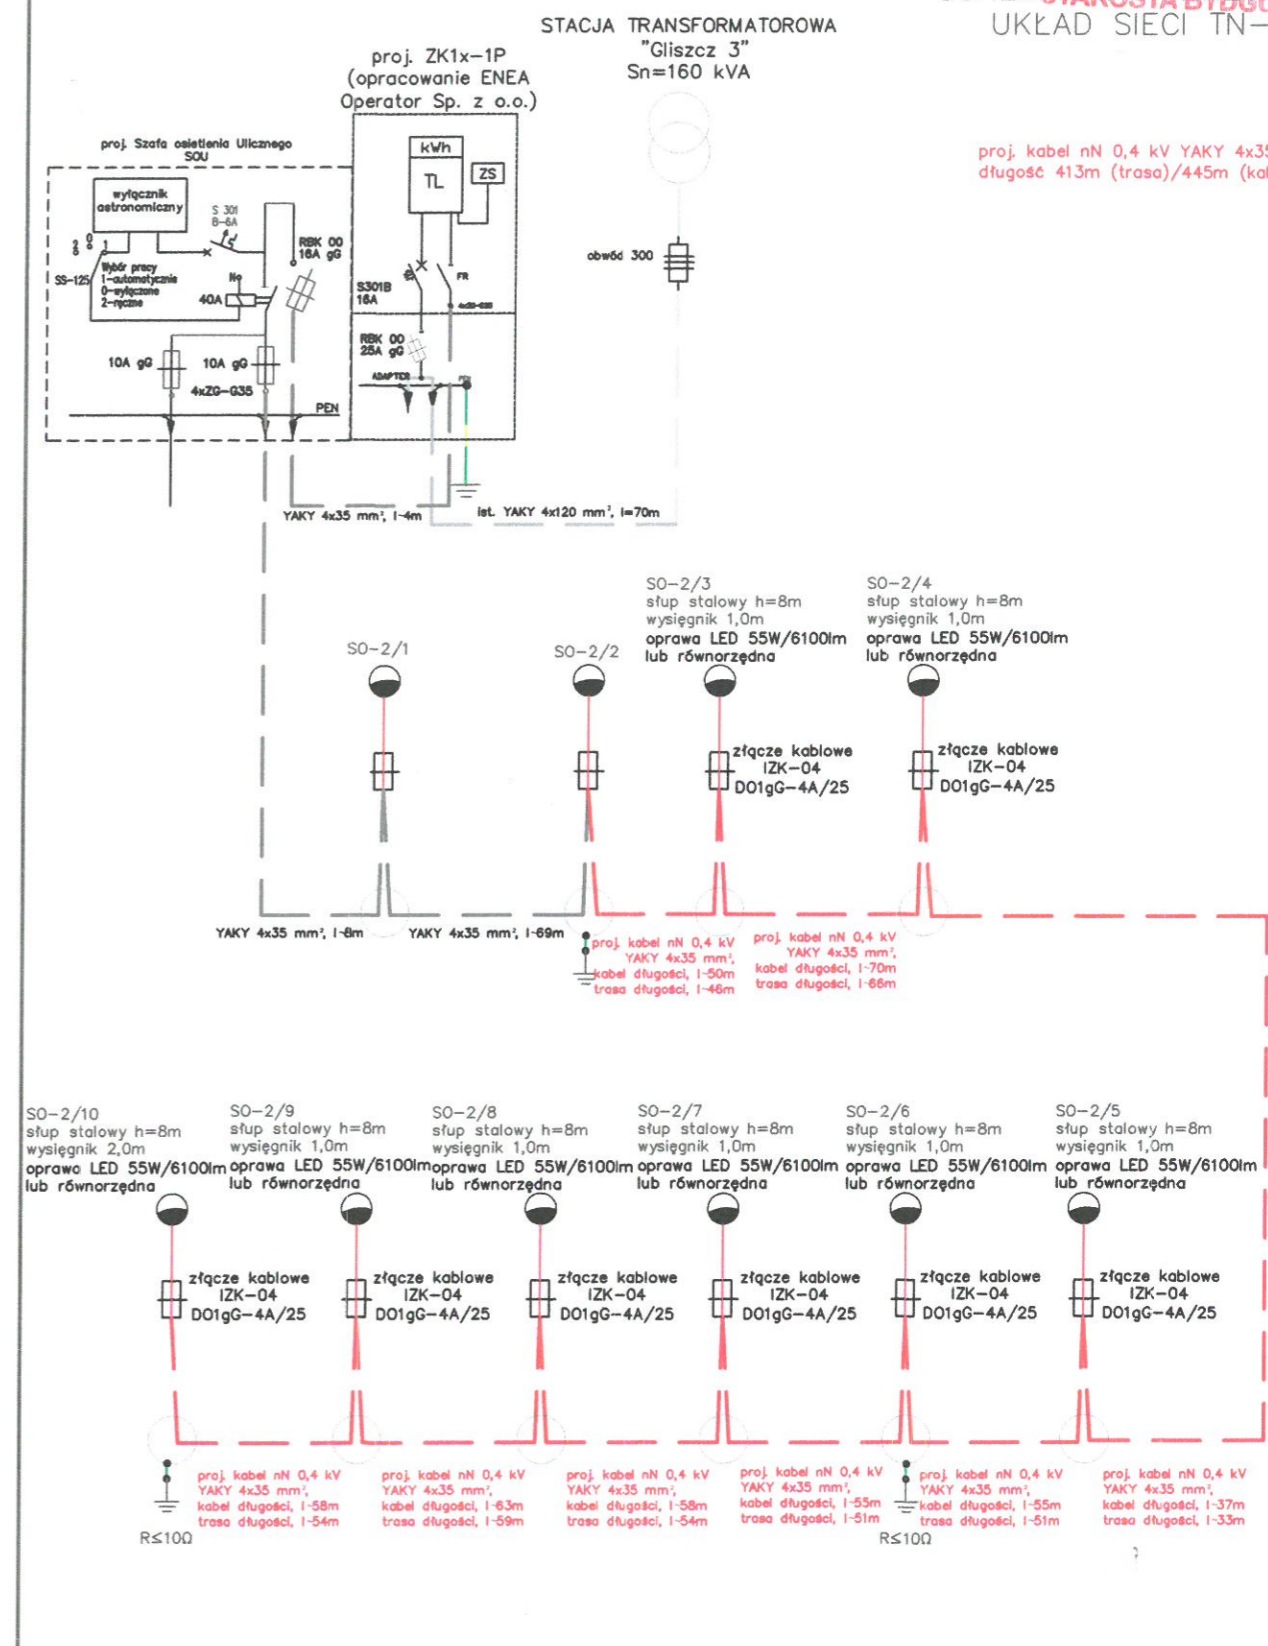 STAROSTA BYDGO
UKŁAD SIECI TN-
STACJA TRANSFORMATOROWA
"Gliszcz 3"
Sn=160 kVA
proj. ZK1x-1P
(opracowanie ENEA
Operator Sp. z o.o.)
proj. kabel nN 0,4 kV YAKY 4x35
długość 413m (trasa)/445m (kab
proj. Szafa oświetlenia Ulicznego
SOU
wyłącznik
astronomiczny
S 301
B-6A
2 0 1
SS-125
Wybór pracy
1-automatycznie
0-wyłączone
2-ręczne
No
40A
RBK 00
16A gG
10A gG
10A gG
4xZG-G35
PEN
kWh
TL
ZS
S301B
16A
FR
RBK 00
25A gG
ADAPTER
obwód 300
YAKY 4x35 mm², l-4m
ist. YAKY 4x120 mm², l=70m
SO-2/1
SO-2/2
SO-2/3
słup stalowy h=8m
wysięgnik 1,0m
oprawa LED 55W/6100lm
lub równorzędna
SO-2/4
słup stalowy h=8m
wysięgnik 1,0m
oprawa LED 55W/6100lm
lub równorzędna
złącze kablowe
IZK-04
DO1gG-4A/25
złącze kablowe
IZK-04
DO1gG-4A/25
YAKY 4x35 mm², l-8m
YAKY 4x35 mm², l-69m
proj. kabel nN 0,4 kV
YAKY 4x35 mm²,
kabel długości, l-50m
trasa długości, l-46m
proj. kabel nN 0,4 kV
YAKY 4x35 mm²,
kabel długości, l-70m
trasa długości, l-66m
SO-2/10
słup stalowy h=8m
wysięgnik 2,0m
oprawa LED 55W/6100lm
lub równorzędna
SO-2/9
słup stalowy h=8m
wysięgnik 1,0m
oprawa LED 55W/6100lm
lub równorzędna
SO-2/8
słup stalowy h=8m
wysięgnik 1,0m
oprawa LED 55W/6100lm
lub równorzędna
SO-2/7
słup stalowy h=8m
wysięgnik 1,0m
oprawa LED 55W/6100lm
lub równorzędna
SO-2/6
słup stalowy h=8m
wysięgnik 1,0m
oprawa LED 55W/6100lm
lub równorzędna
SO-2/5
słup stalowy h=8m
wysięgnik 1,0m
oprawa LED 55W/6100lm
lub równorzędna
złącze kablowe
IZK-04
DO1gG-4A/25
złącze kablowe
IZK-04
DO1gG-4A/25
złącze kablowe
IZK-04
DO1gG-4A/25
złącze kablowe
IZK-04
DO1gG-4A/25
złącze kablowe
IZK-04
DO1gG-4A/25
złącze kablowe
IZK-04
DO1gG-4A/25
proj. kabel nN 0,4 kV
YAKY 4x35 mm²,
kabel długości, l-58m
trasa długości, l-54m
proj. kabel nN 0,4 kV
YAKY 4x35 mm²,
kabel długości, l-63m
trasa długości, l-59m
proj. kabel nN 0,4 kV
YAKY 4x35 mm²,
kabel długości, l-58m
trasa długości, l-54m
proj. kabel nN 0,4 kV
YAKY 4x35 mm²,
kabel długości, l-55m
trasa długości, l-51m
proj. kabel nN 0,4 kV
YAKY 4x35 mm²,
kabel długości, l-55m
trasa długości, l-51m
proj. kabel nN 0,4 kV
YAKY 4x35 mm²,
kabel długości, l-37m
trasa długości, l-33m
R≤10Ω
R≤10Ω